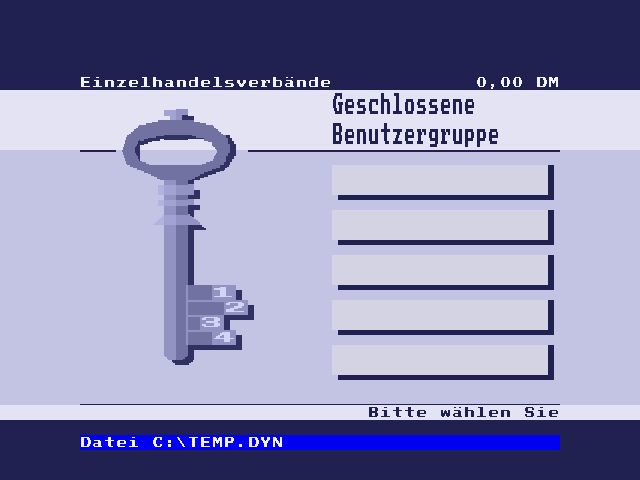 Einzelhandelsverbände 0,00 DM
Geschlossene
Benutzergruppe
1
2
3
4
Bitte wählen Sie
Datei C:\TEMP.DYN